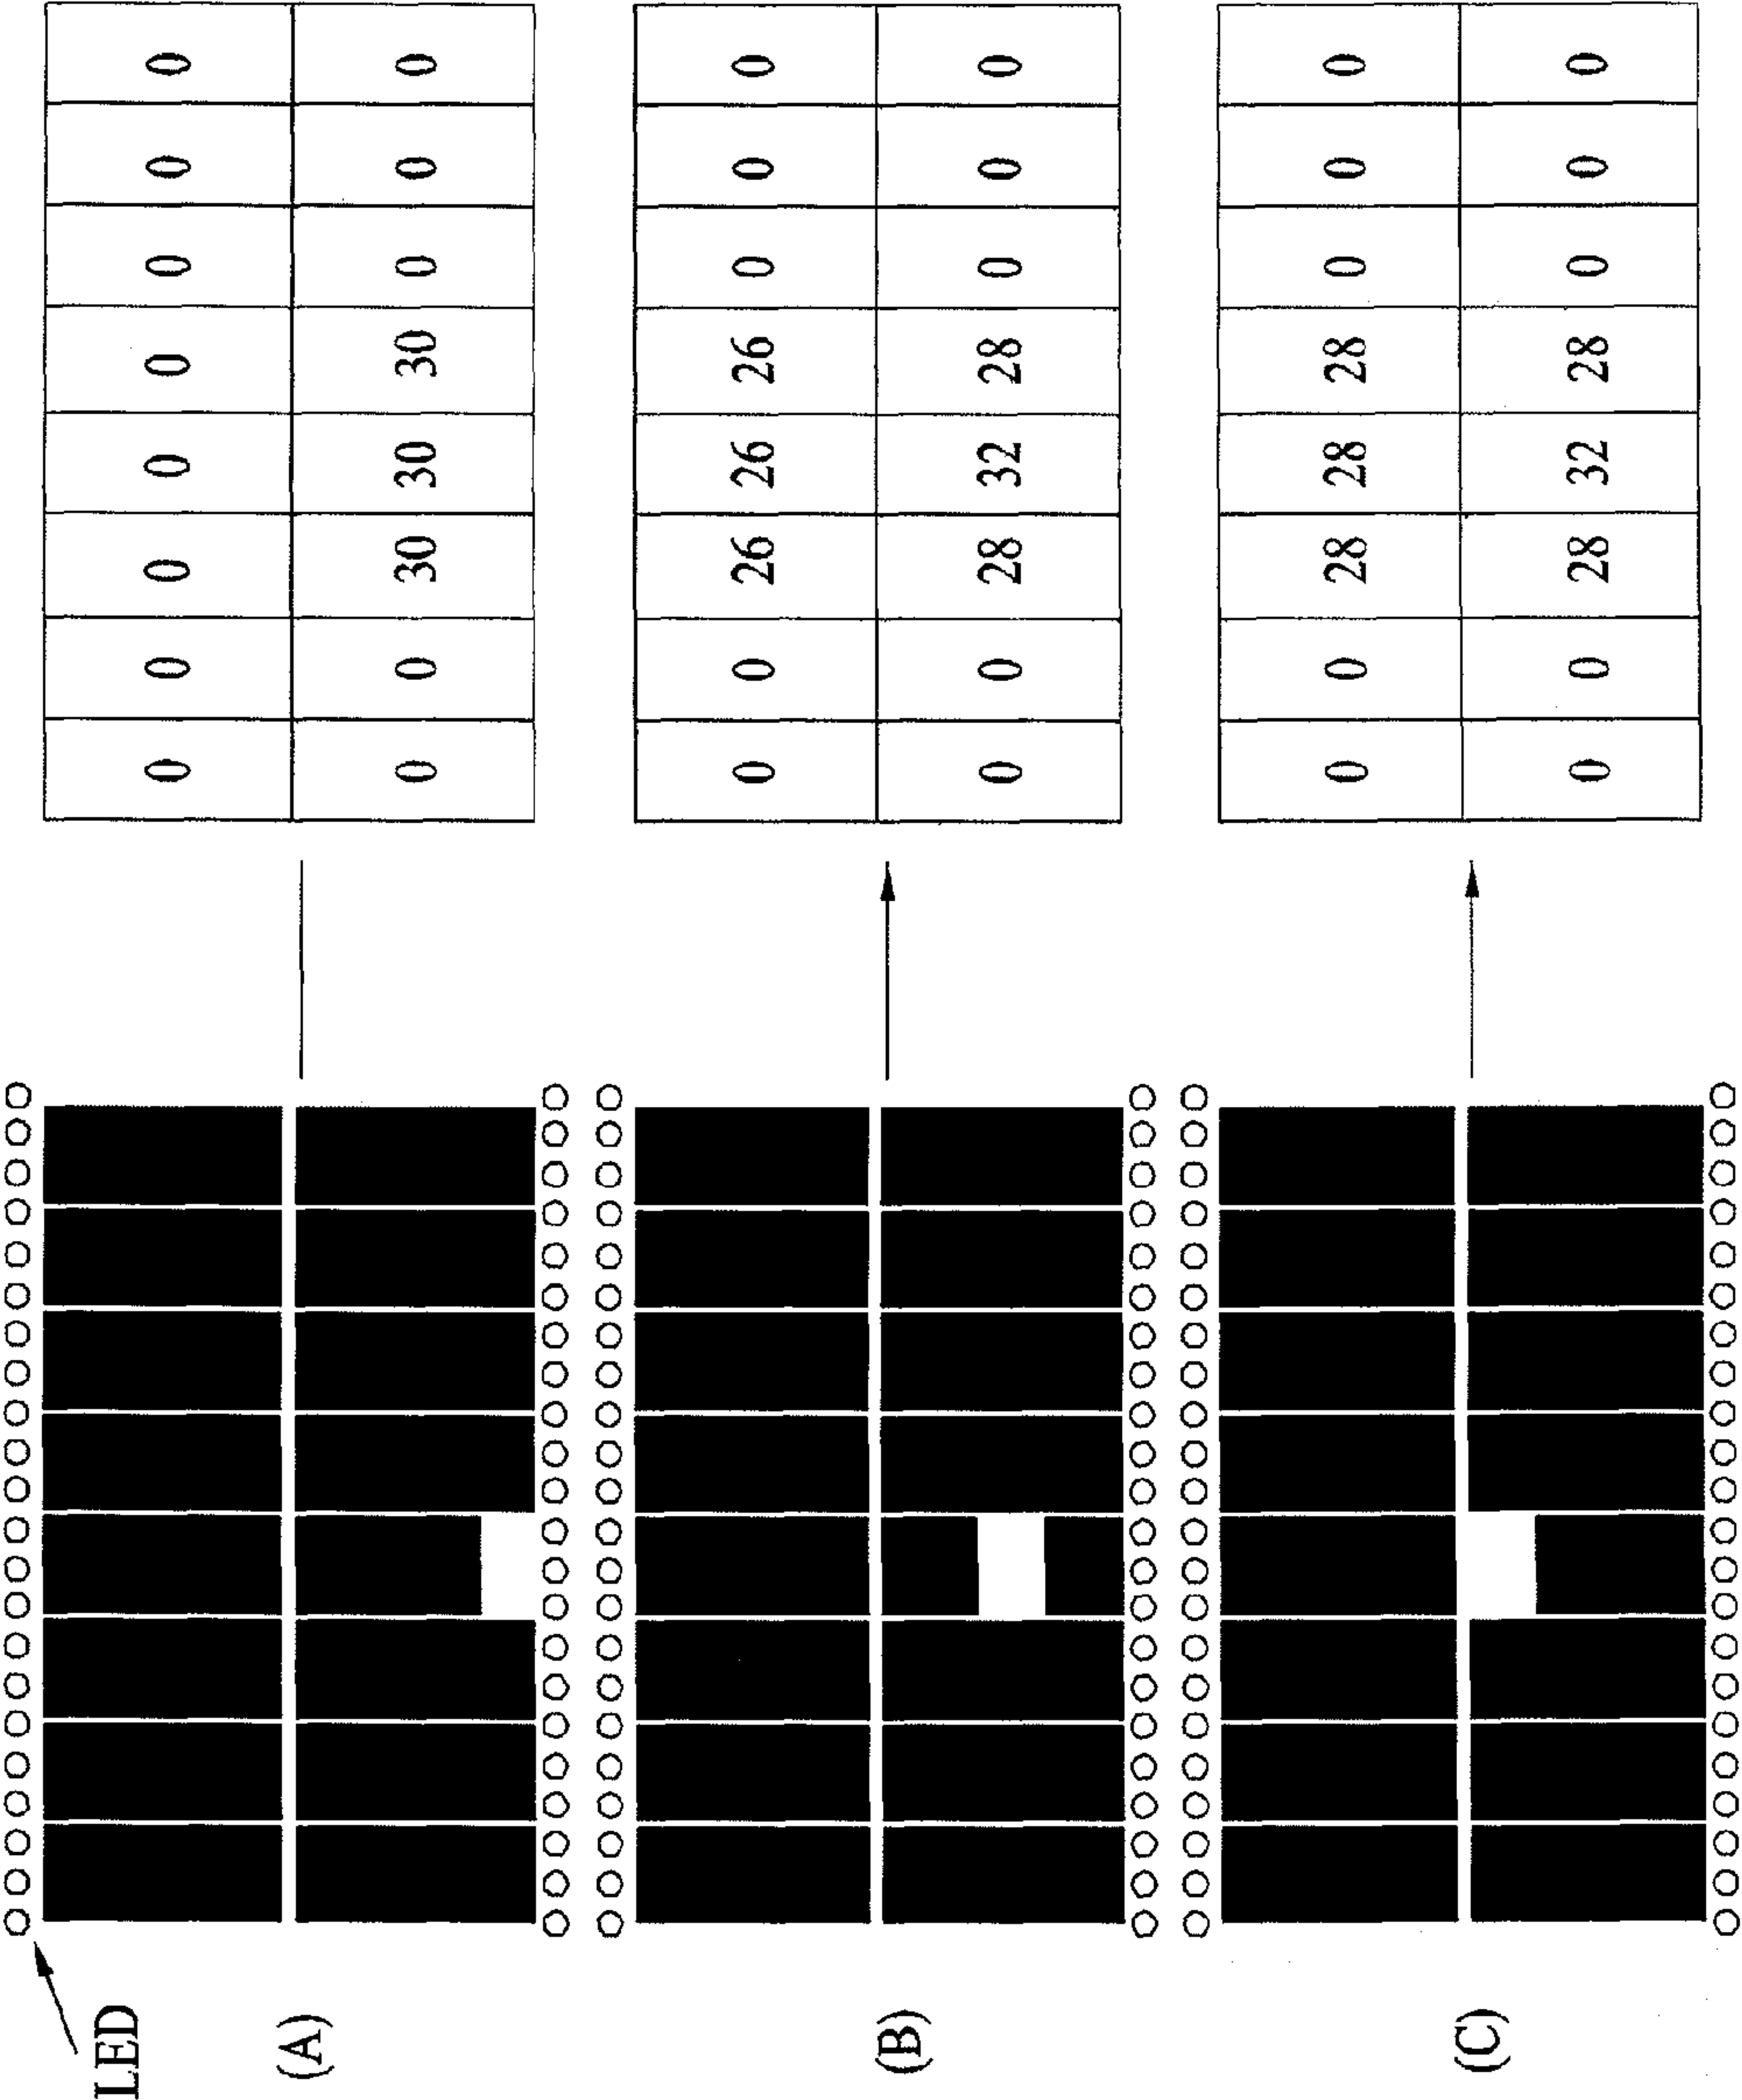 LED
(A)
0 0 0 0 0 0 0 0
0 0 30 30 30 0 0 0
(B)
0 0 26 26 26 0 0 0
0 0 28 32 28 0 0 0
(C)
0 0 28 28 28 0 0 0
0 0 28 32 28 0 0 0